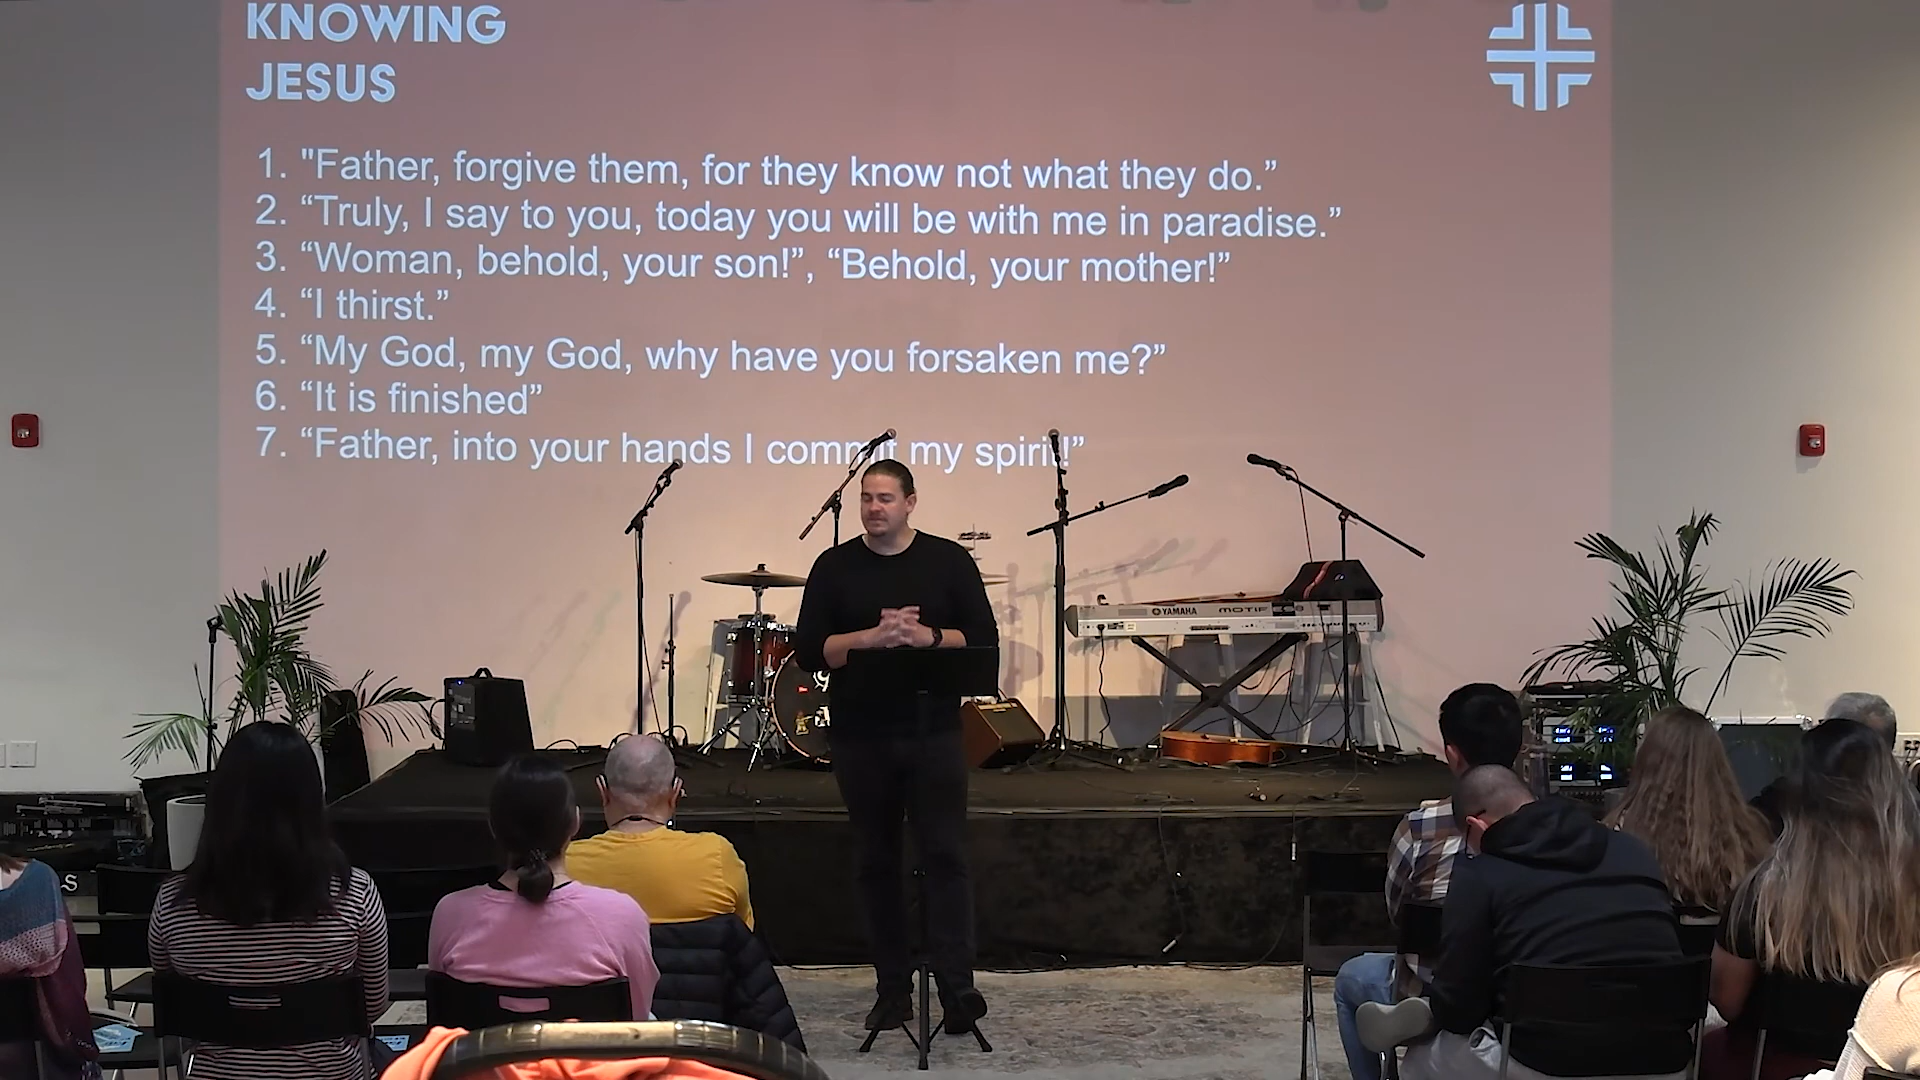 KNOWING
JESUS
1. "Father, forgive them, for they know not what they do.”
2. “Truly, I say to you, today you will be with me in paradise.”
3. “Woman, behold, your son!”, “Behold, your mother!”
4. “I thirst.”
5. “My God, my God, why have you forsaken me?”
6. “It is finished”
7. “Father, into your hands I commit my spirit!”
YAMAHA MOTIF